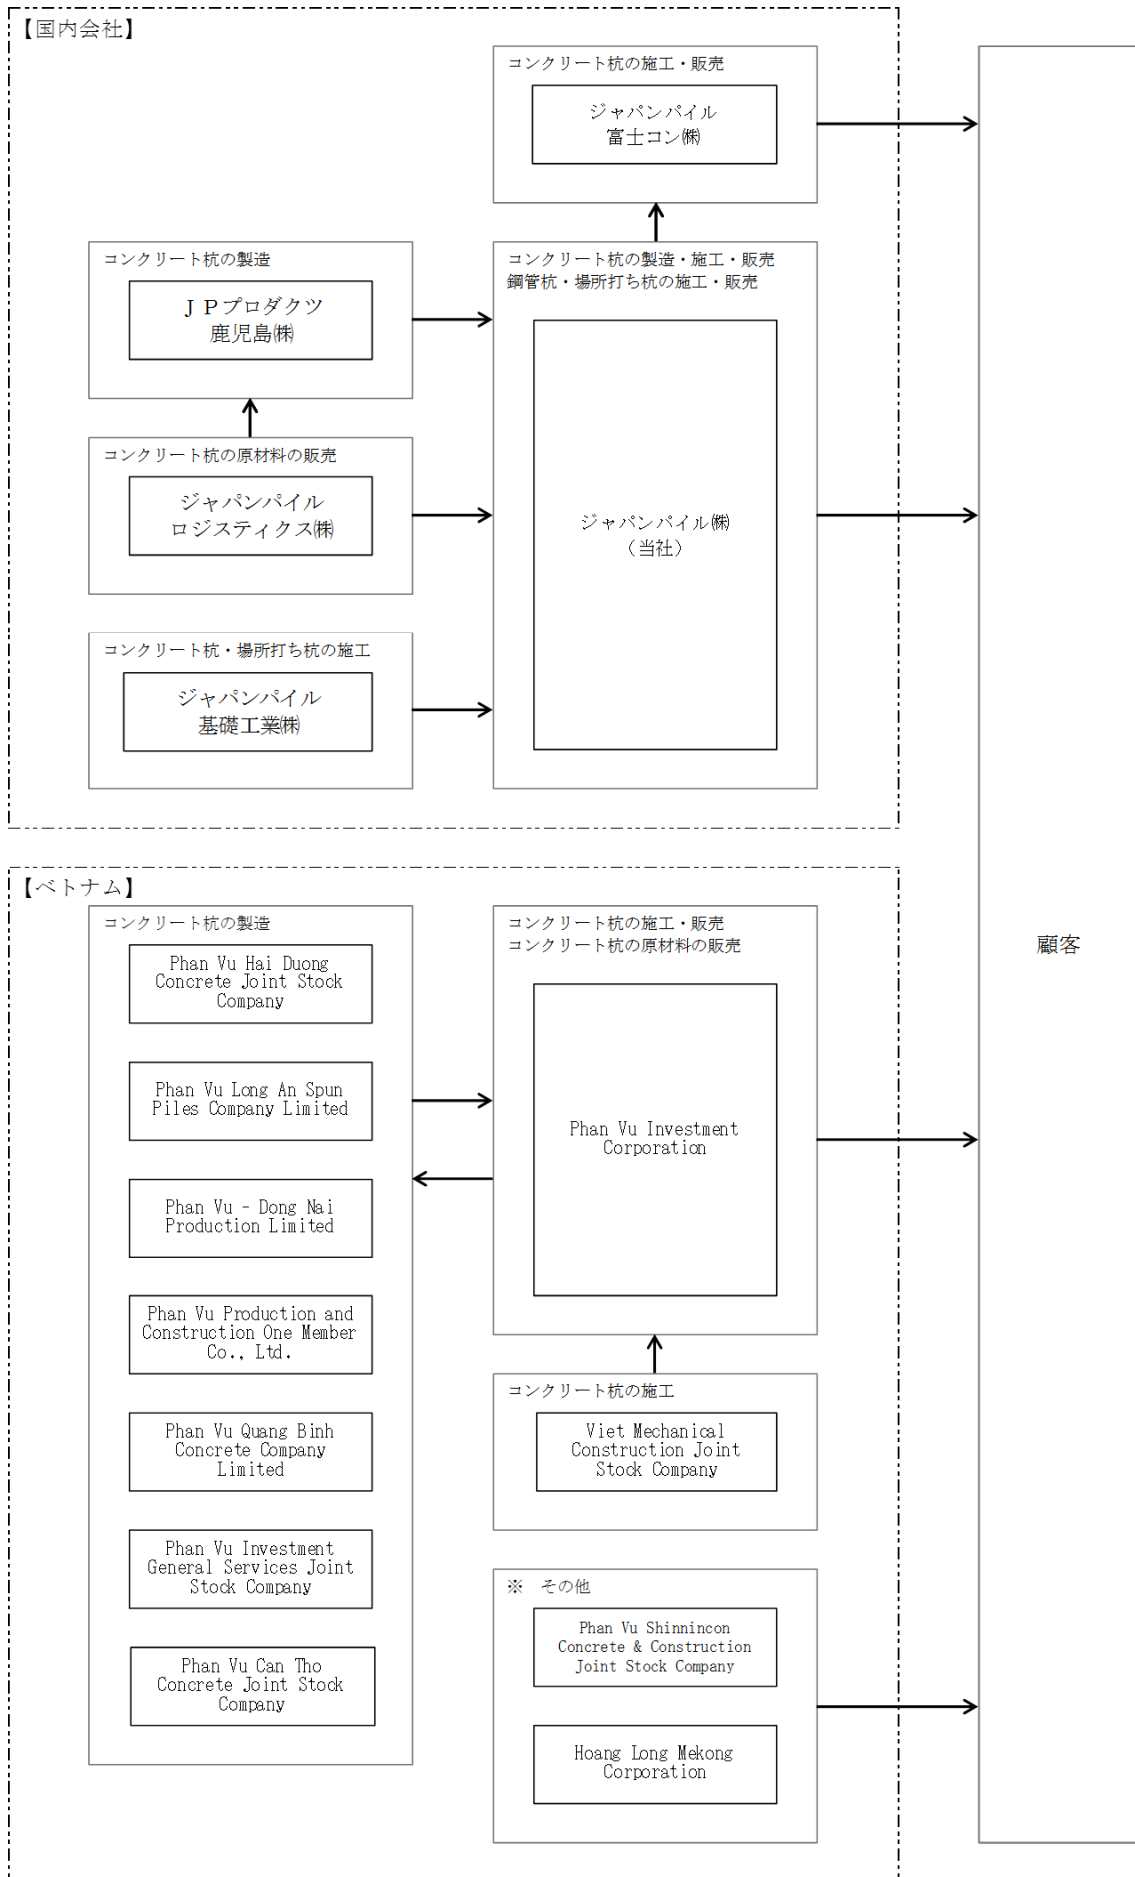 【国内会社】
コンクリート杭の施工・販売
ジャパンパイル
富士コン㈱
コンクリート杭の製造
ＪＰプロダクツ
鹿児島㈱
コンクリート杭の製造・施工・販売
鋼管杭・場所打ち杭の施工・販売
ジャパンパイル㈱
（当社）
コンクリート杭の原材料の販売
ジャパンパイル
ロジスティクス㈱
コンクリート杭・場所打ち杭の施工
ジャパンパイル
基礎工業㈱
【ベトナム】
コンクリート杭の製造
Phan Vu Hai Duong
Concrete Joint Stock
Company
Phan Vu Long An Spun
Piles Company Limited
Phan Vu - Dong Nai
Production Limited
Phan Vu Production and
Construction One Member
Co., Ltd.
Phan Vu Quang Binh
Concrete Company
Limited
Phan Vu Investment
General Services Joint
Stock Company
Phan Vu Can Tho
Concrete Joint Stock
Company
コンクリート杭の施工・販売
コンクリート杭の原材料の販売
Phan Vu Investment
Corporation
コンクリート杭の施工
Viet Mechanical
Construction Joint
Stock Company
※　その他
Phan Vu Shinnincon
Concrete & Construction
Joint Stock Company
Hoang Long Mekong
Corporation
顧客